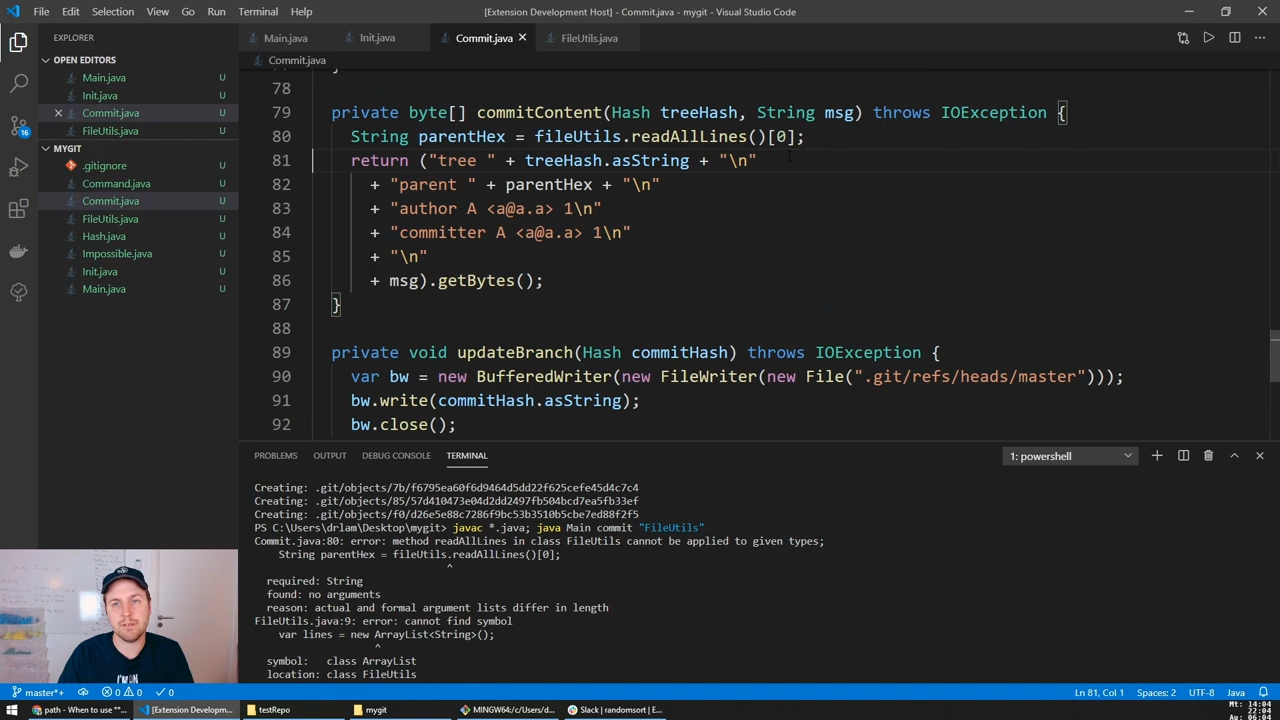 File Edit Selection View Go Run Terminal Help
[Extension Development Host] - Commit.java - mygit - Visual Studio Code
EXPLORER
Main.java
Init.java
Commit.java
FileUtils.java
OPEN EDITORS
Commit.java
Main.java U
Init.java U
Commit.java U
FileUtils.java U
MYGIT
.gitignore U
Command.java U
Commit.java U
FileUtils.java U
Hash.java U
Impossible.java U
Init.java U
Main.java U
16
78
79 private byte[] commitContent(Hash treeHash, String msg) throws IOException {
80 String parentHex = fileUtils.readAllLines()[0];
81 return ("tree " + treeHash.asString + "\n"
82 + "parent " + parentHex + "\n"
83 + "author A <a@a.a> 1\n"
84 + "committer A <a@a.a> 1\n"
85 + "\n"
86 + msg).getBytes();
87 }
88
89 private void updateBranch(Hash commitHash) throws IOException {
90 var bw = new BufferedWriter(new FileWriter(new File(".git/refs/heads/master")));
91 bw.write(commitHash.asString);
92 bw.close();
PROBLEMS OUTPUT DEBUG CONSOLE TERMINAL
1: powershell
Creating: .git/objects/7b/f6795ea60f6d9464d5dd22f625cefe45d4c7c4
Creating: .git/objects/85/57d410473e04d2dd2497fb504bcd7ea5fb33ef
Creating: .git/objects/f0/d26e5e88c7286f9bc53b3510b5cbe7ed88f2f5
PS C:\Users\drlam\Desktop\mygit> javac *.java; java Main commit "FileUtils"
Commit.java:80: error: method readAllLines in class FileUtils cannot be applied to given types;
String parentHex = fileUtils.readAllLines()[0];
^
required: String
found: no arguments
reason: actual and formal argument lists differ in length
FileUtils.java:9: error: cannot find symbol
var lines = new ArrayList<String>();
^
symbol: class ArrayList
location: class FileUtils
master*+
0
0
0
Ln 81, Col 1 Spaces: 2 UTF-8 Java
path - When to use "...
[Extension Developm...
testRepo
mygit
MINGW64:/c/Users/d...
Slack | randomsort | E...
Mt: 14:04
22:04